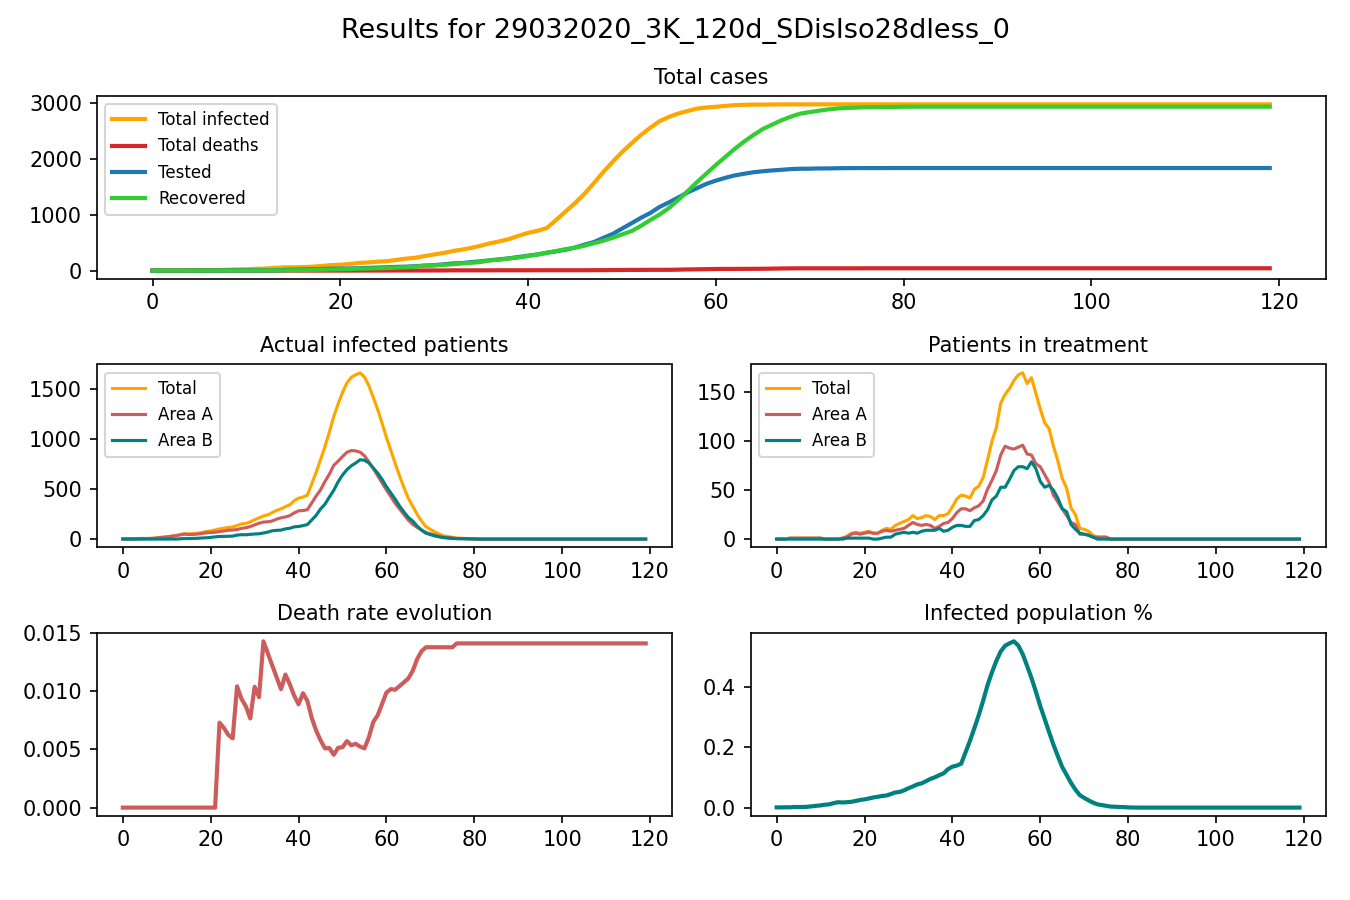 Results for 29032020_3K_120d_SDisIso28dless_0
Total cases
3000
2000
1000
0
Total infected
Total deaths
Tested
Recovered
0 20 40 60 80 100 120
Actual infected patients
1500
1000
500
0
Total
Area A
Area B
0 20 40 60 80 100 120
Patients in treatment
150
100
50
0
Total
Area A
Area B
0 20 40 60 80 100 120
Death rate evolution
0.015
0.010
0.005
0.000
0 20 40 60 80 100 120
Infected population %
0.4
0.2
0.0
0 20 40 60 80 100 120